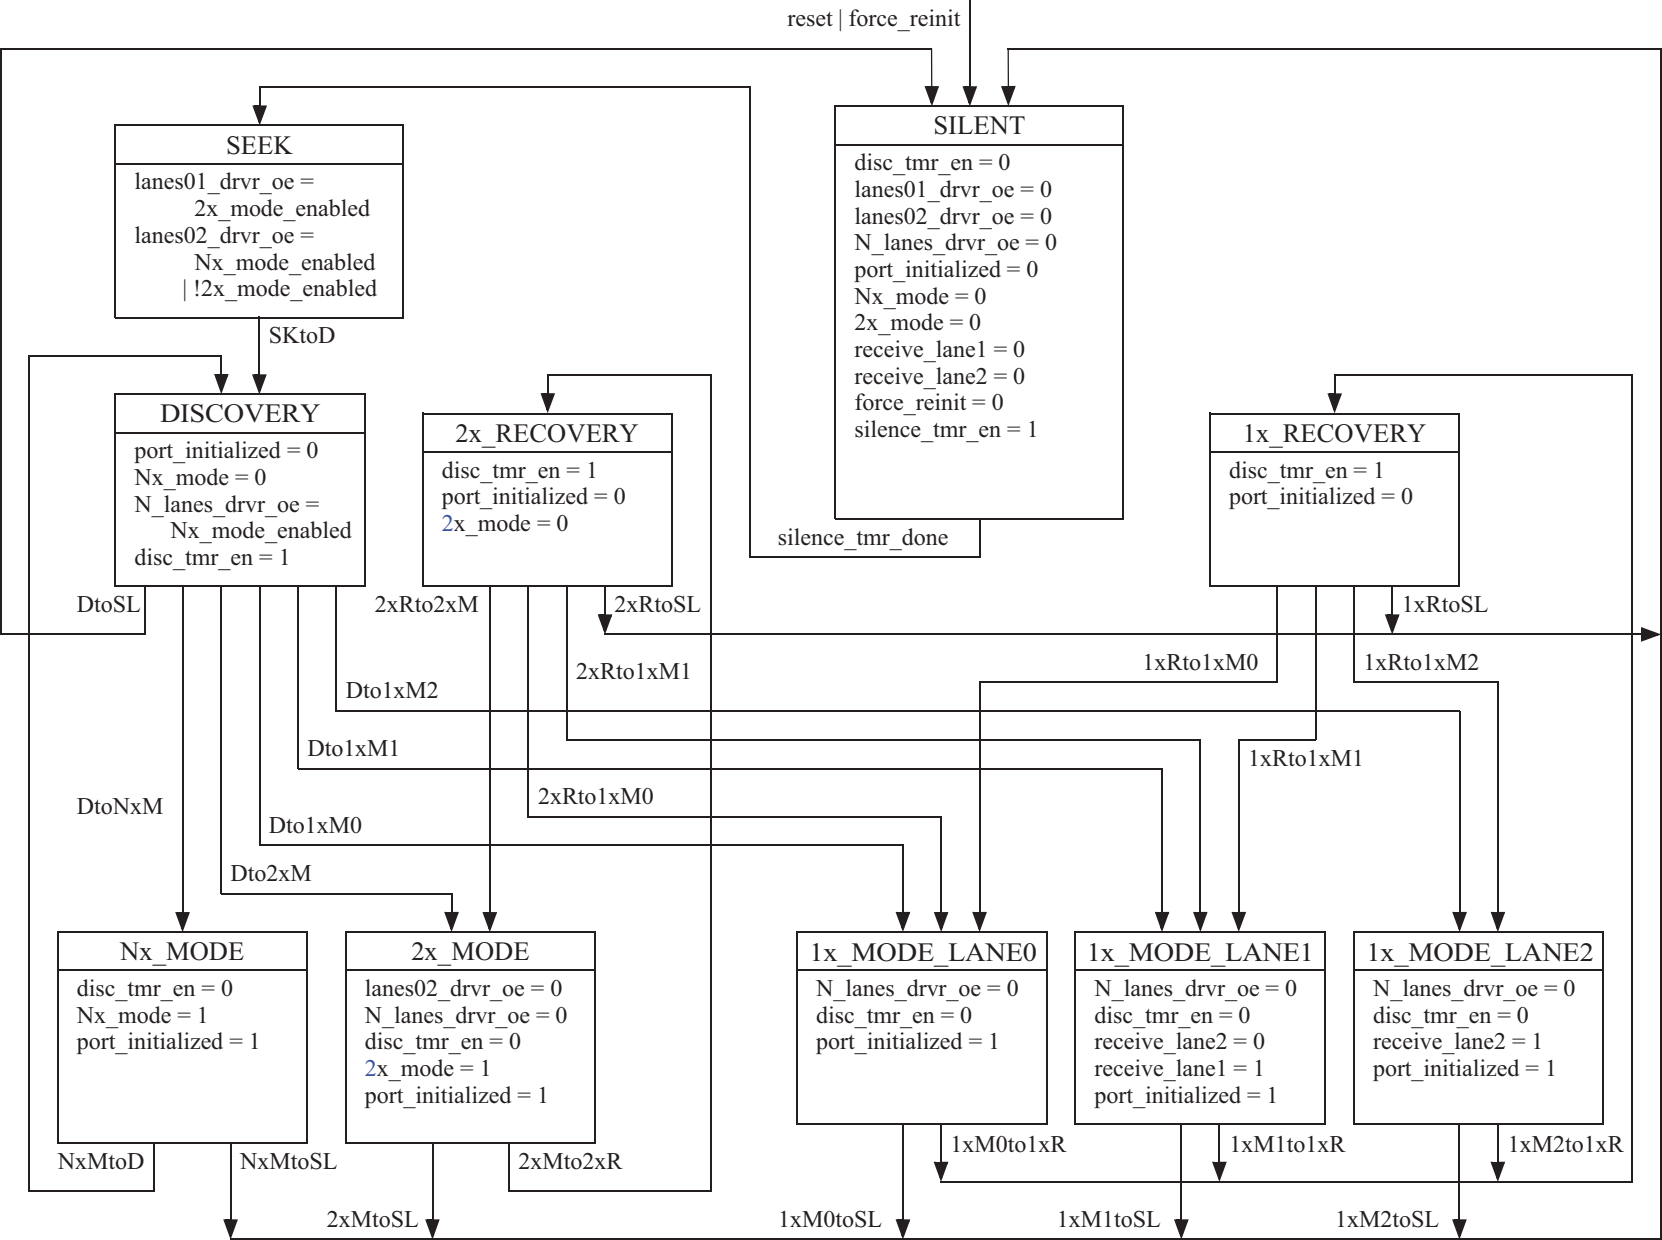 reset | force_reinit
SEEK
lanes01_drvr_oe =
2x_mode_enabled
lanes02_drvr_oe =
Nx_mode_enabled
| !2x_mode_enabled
SILENT
disc_tmr_en = 0
lanes01_drvr_oe = 0
lanes02_drvr_oe = 0
N_lanes_drvr_oe = 0
port_initialized = 0
Nx_mode = 0
2x_mode = 0
receive_lane1 = 0
receive_lane2 = 0
force_reinit = 0
silence_tmr_en = 1
silence_tmr_done
SKtoD
DISCOVERY
port_initialized = 0
Nx_mode = 0
N_lanes_drvr_oe =
Nx_mode_enabled
disc_tmr_en = 1
2x_RECOVERY
disc_tmr_en = 1
port_initialized = 0
2x_mode = 0
1x_RECOVERY
disc_tmr_en = 1
port_initialized = 0
DtoSL
2xRto2xM
2xRtoSL
1xRtoSL
2xRto1xM1
1xRto1xM0
1xRto1xM2
Dto1xM2
Dto1xM1
1xRto1xM1
DtoNxM
2xRto1xM0
Dto1xM0
Dto2xM
Nx_MODE
disc_tmr_en = 0
Nx_mode = 1
port_initialized = 1
2x_MODE
lanes02_drvr_oe = 0
N_lanes_drvr_oe = 0
disc_tmr_en = 0
2x_mode = 1
port_initialized = 1
1x_MODE_LANE0
N_lanes_drvr_oe = 0
disc_tmr_en = 0
port_initialized = 1
1x_MODE_LANE1
N_lanes_drvr_oe = 0
disc_tmr_en = 0
receive_lane2 = 0
receive_lane1 = 1
port_initialized = 1
1x_MODE_LANE2
N_lanes_drvr_oe = 0
disc_tmr_en = 0
receive_lane2 = 1
port_initialized = 1
NxMtoD
NxMtoSL
2xMto2xR
1xM0to1xR
1xM1to1xR
1xM2to1xR
2xMtoSL
1xM0toSL
1xM1toSL
1xM2toSL